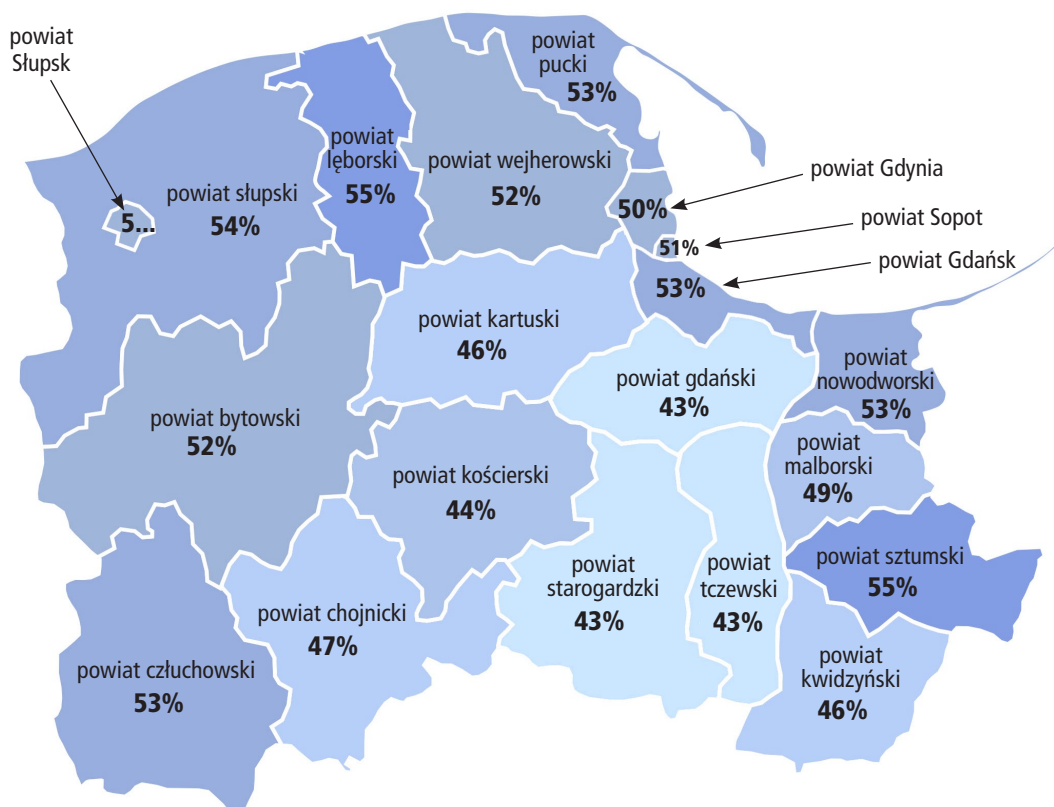 powiat
Słupsk
powiat
pucki
53%
powiat
lęborski
55%
powiat wejherowski
52%
powiat Gdynia
50%
powiat słupski
54%
5...
powiat Sopot
51%
powiat Gdańsk
53%
powiat kartuski
46%
powiat gdański
43%
powiat
nowodworski
53%
powiat bytowski
52%
powiat
malborski
49%
powiat kościerski
44%
powiat sztumski
55%
powiat
starogardzki
43%
powiat
tczewski
43%
powiat chojnicki
47%
powiat człuchowski
53%
powiat
kwidzyński
46%